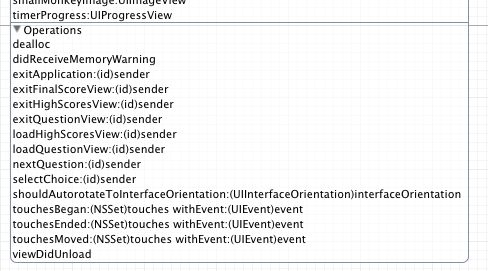 smallMonkeyImage:UIImageView
timerProgress:UIProgressView
Operations
dealloc
didReceiveMemoryWarning
exitApplication:(id)sender
exitFinalScoreView:(id)sender
exitHighScoresView:(id)sender
exitQuestionView:(id)sender
loadHighScoresView:(id)sender
loadQuestionView:(id)sender
nextQuestion:(id)sender
selectChoice:(id)sender
shouldAutorotateToInterfaceOrientation:(UIInterfaceOrientation)interfaceOrientation
touchesBegan:(NSSet)touches withEvent:(UIEvent)event
touchesEnded:(NSSet)touches withEvent:(UIEvent)event
touchesMoved:(NSSet)touches withEvent:(UIEvent)event
viewDidUnload